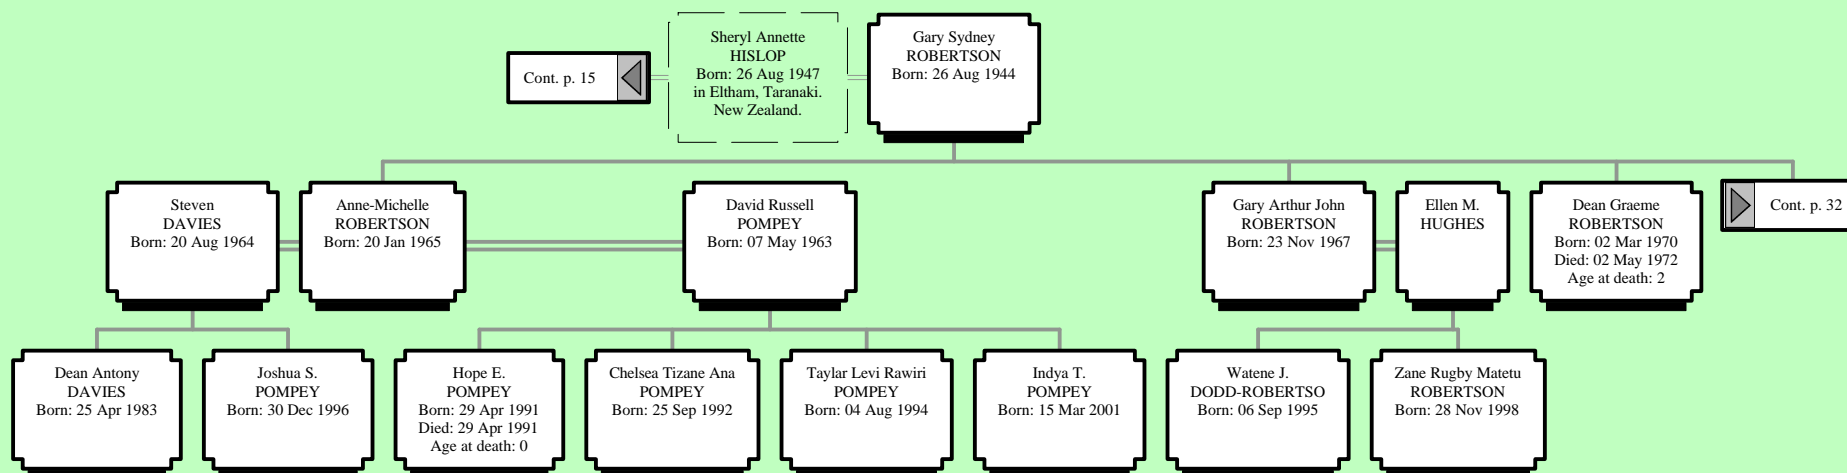 Cont. p. 15
Sheryl Annette
HISLOP
Born: 26 Aug 1947
in Eltham, Taranaki.
New Zealand.
Gary Sydney
ROBERTSON
Born: 26 Aug 1944
Steven
DAVIES
Born: 20 Aug 1964
Anne-Michelle
ROBERTSON
Born: 20 Jan 1965
David Russell
POMPEY
Born: 07 May 1963
Gary Arthur John
ROBERTSON
Born: 23 Nov 1967
Ellen M.
HUGHES
Dean Graeme
ROBERTSON
Born: 02 Mar 1970
Died: 02 May 1972
Age at death: 2
Cont. p. 32
Dean Antony
DAVIES
Born: 25 Apr 1983
Joshua S.
POMPEY
Born: 30 Dec 1996
Hope E.
POMPEY
Born: 29 Apr 1991
Died: 29 Apr 1991
Age at death: 0
Chelsea Tizane Ana
POMPEY
Born: 25 Sep 1992
Taylar Levi Rawiri
POMPEY
Born: 04 Aug 1994
Indya T.
POMPEY
Born: 15 Mar 2001
Watene J.
DODD-ROBERTSO
Born: 06 Sep 1995
Zane Rugby Matetu
ROBERTSON
Born: 28 Nov 1998